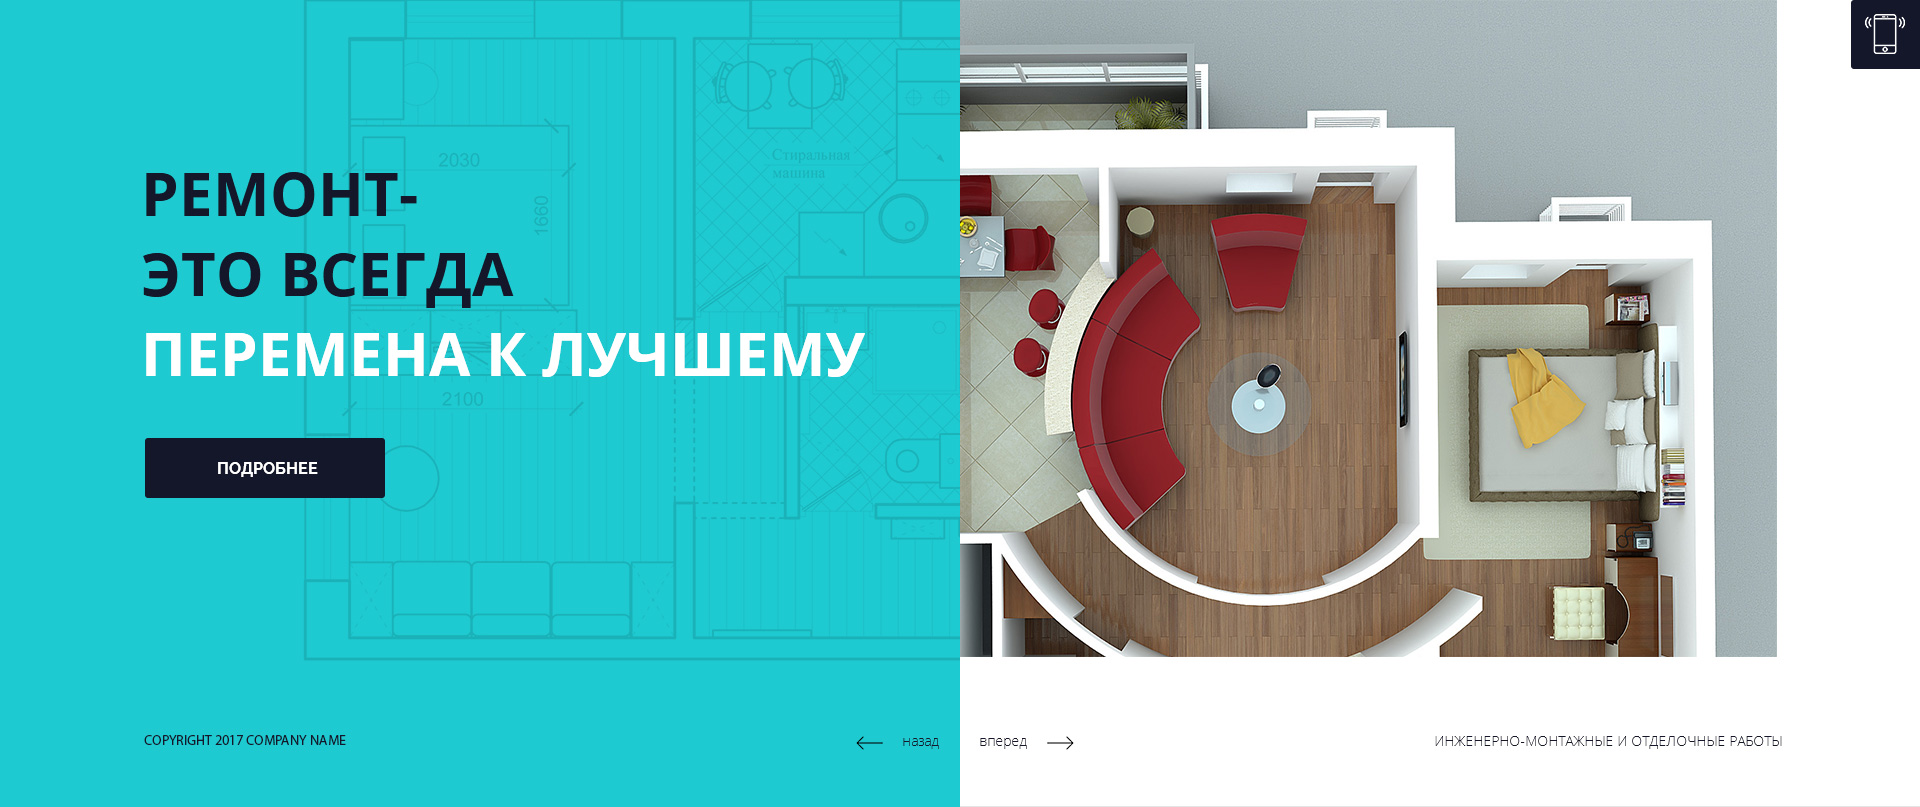 2030
Стиральная
машина
1660
РЕМОНТ-
ЭТО ВСЕГДА
ПЕРЕМЕНА К ЛУЧШЕМУ
2100
ПОДРОБНЕЕ
COPYRIGHT 2017 COMPANY NAME
назад
вперед
ИНЖЕНЕРНО-МОНТАЖНЫЕ И ОТДЕЛОЧНЫЕ РАБОТЫ